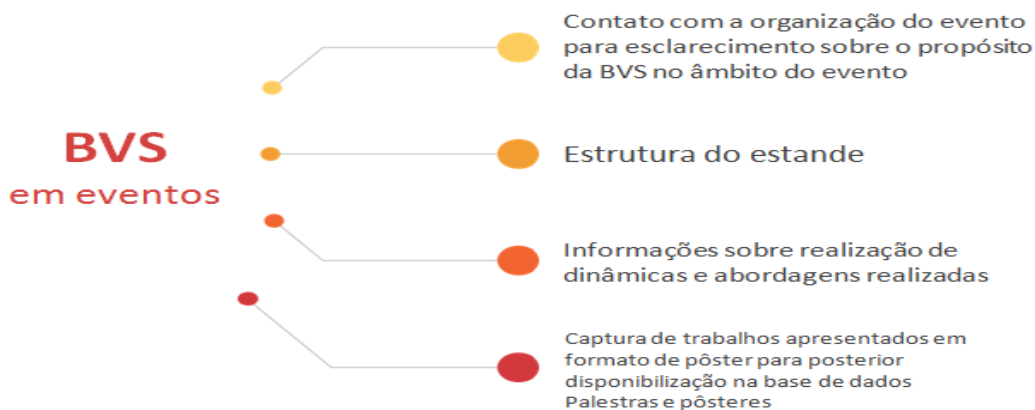 BVS
em eventos
Contato com a organização do evento
para esclarecimento sobre o propósito
da BVS no âmbito do evento
Estrutura do estande
Informações sobre realização de
dinâmicas e abordagens realizadas
Captura de trabalhos apresentados em
formato de pôster para posterior
disponibilização na base de dados
Palestras e pôsteres